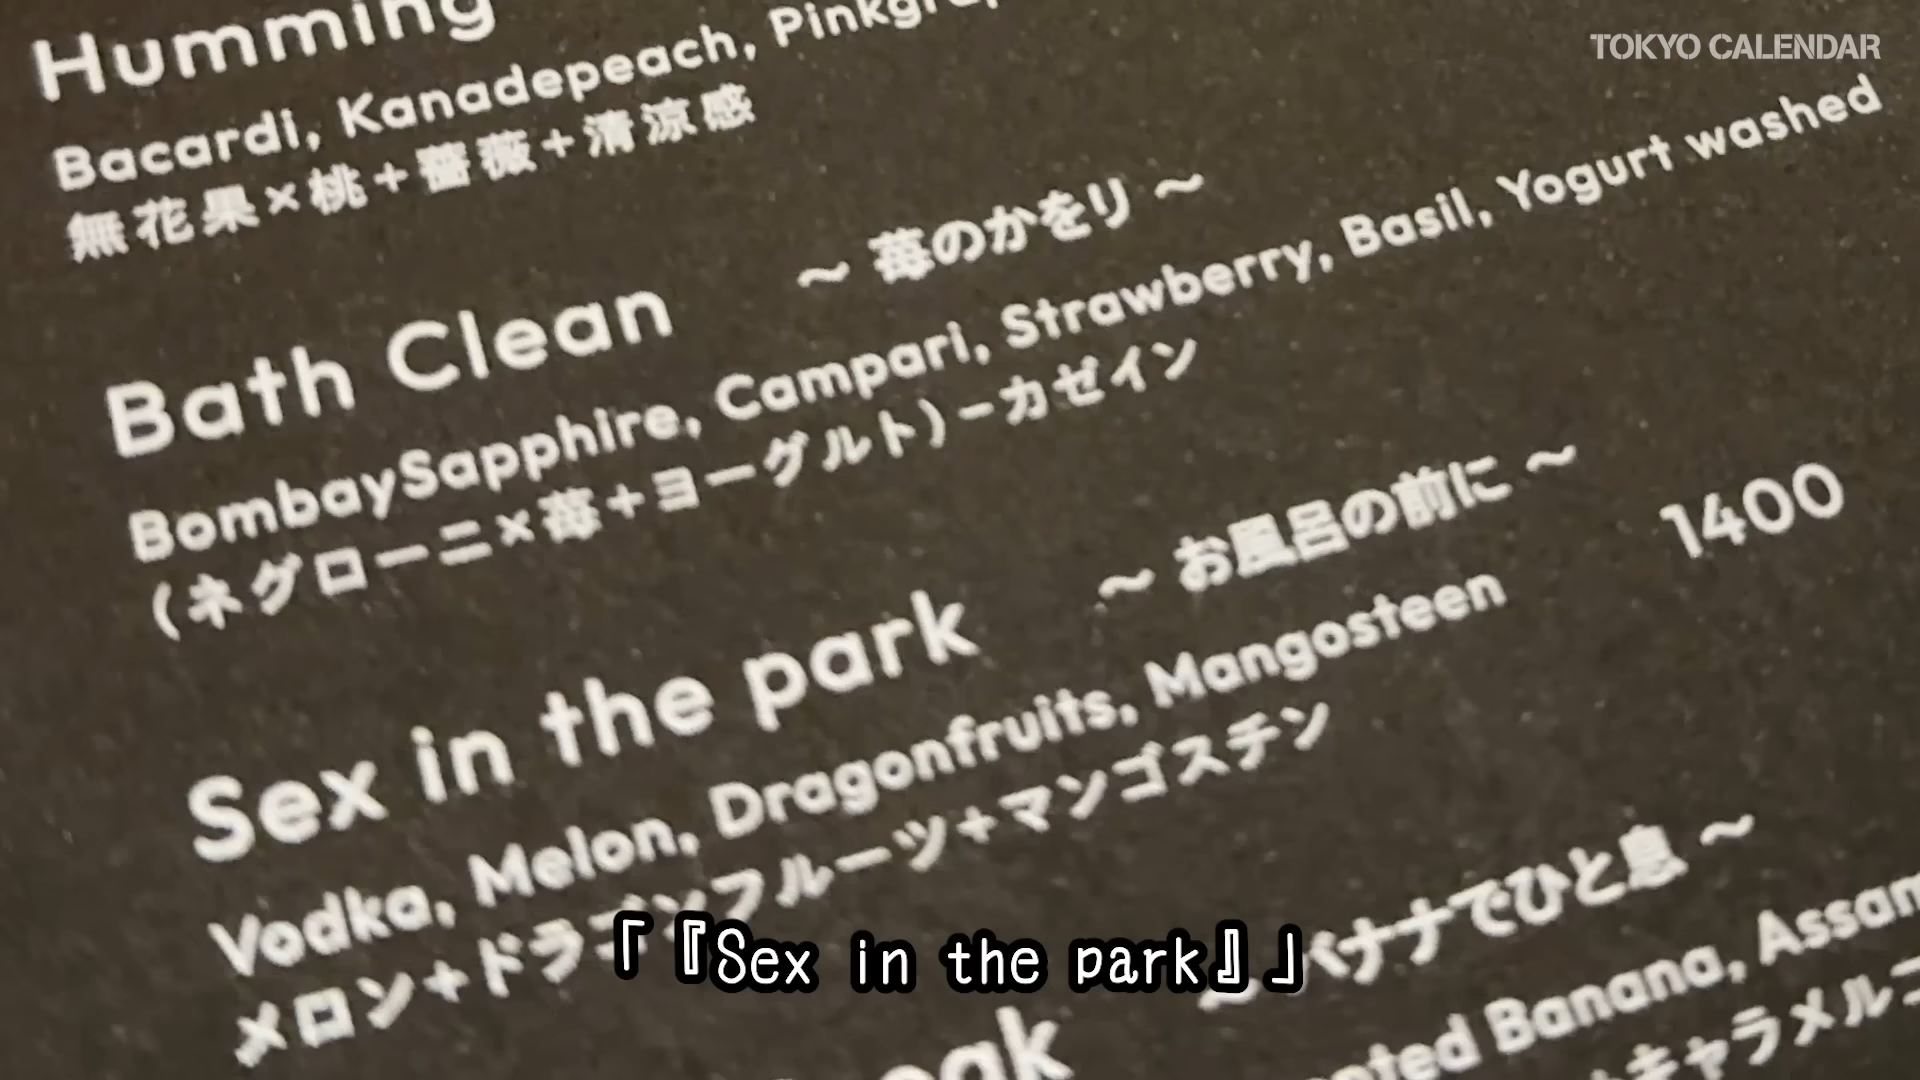 TOKYO CALENDAR
Humming
Bacardi, Kanadepeach,
無花果×桃+薔薇+清涼感
Bath Clean ～ 苺のかをり ～
BombaySapphire, Campari, Strawberry, Basil, Yogurt washed
(ネグローニ×苺+ヨーグルト)-カゼイン
Sex in the park ～ お風呂の前に ～ 1400
Vodka, Melon, Dragonfruits, Mangosteen
メロン+ドラゴンフルーツ+マンゴスチン
～ バナナでひと息 ～
Banana,
キャラメル
「『Sex in the park』」